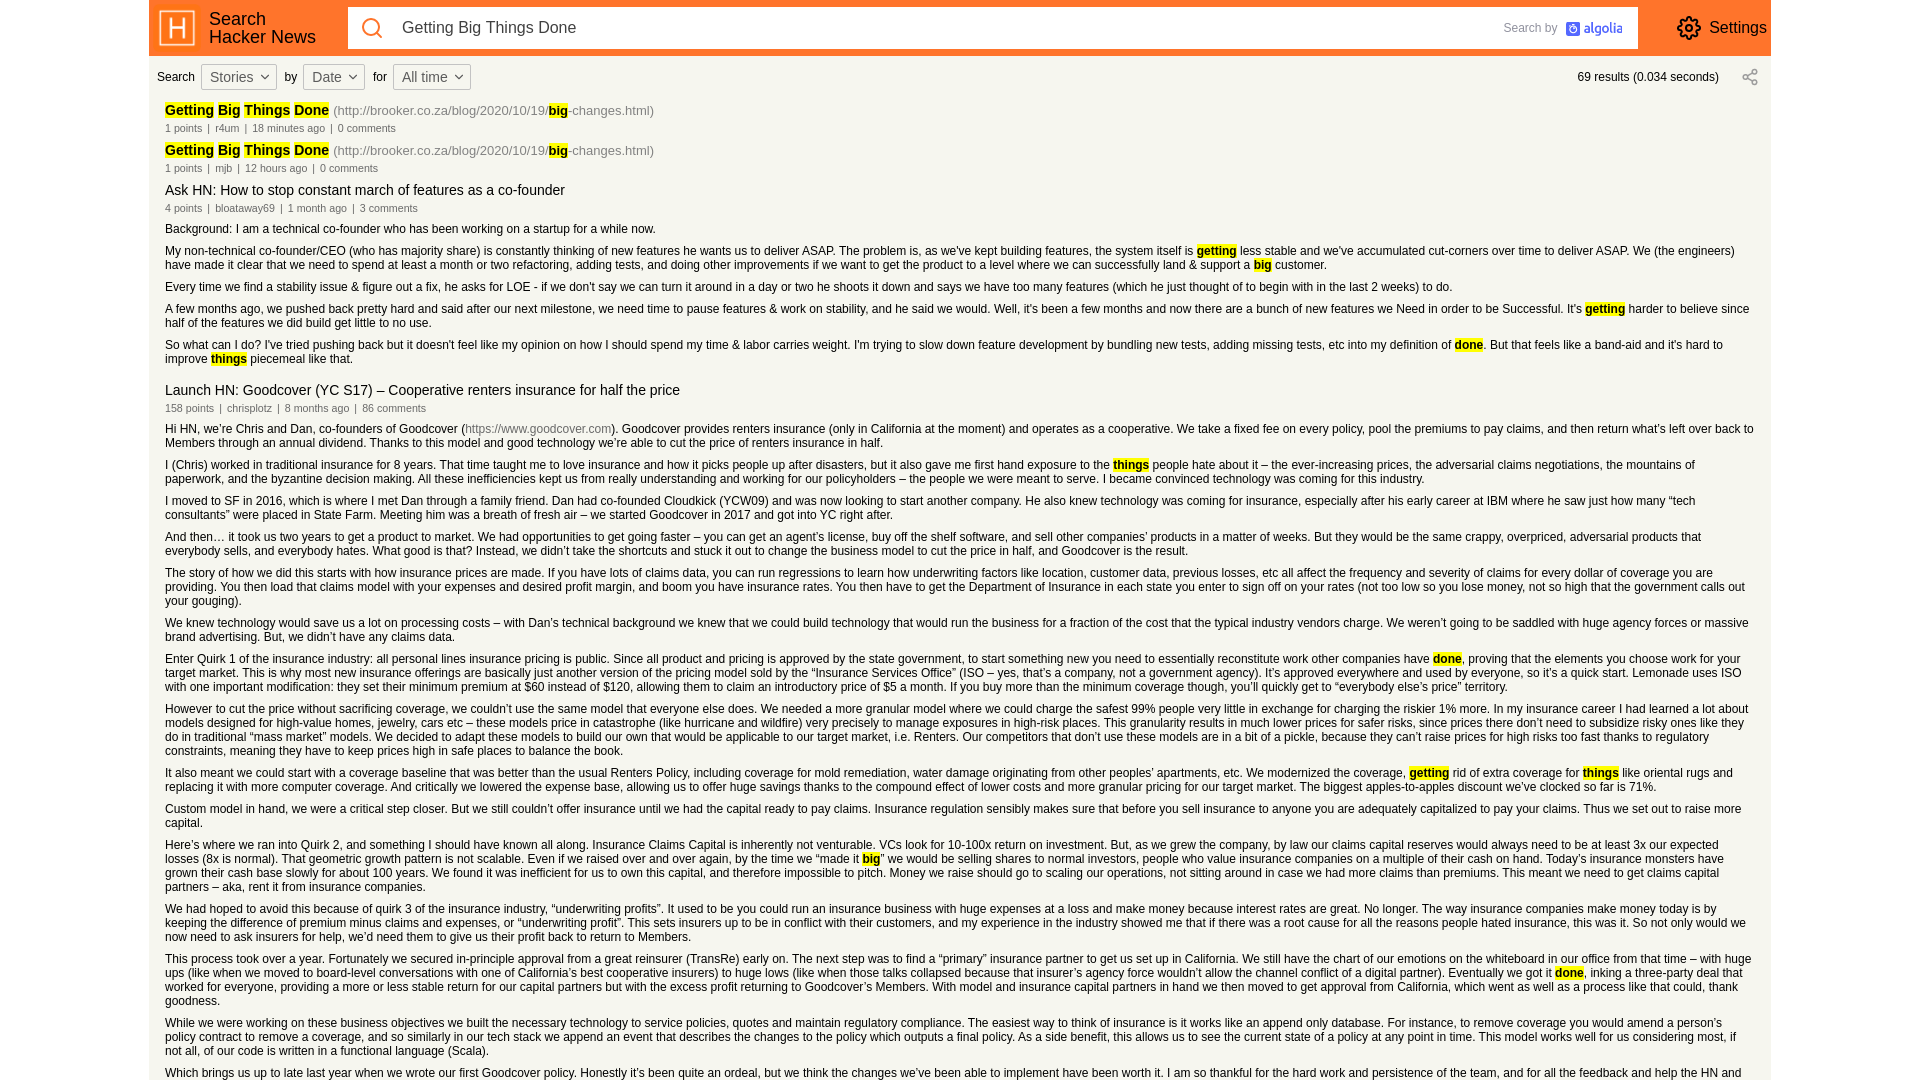 Search
Hacker News
Getting Big Things Done
Search by algolia
Settings
Search Stories by Date for All time
69 results (0.034 seconds)
Getting Big Things Done (http://brooker.co.za/blog/2020/10/19/big-changes.html)
1 points | r4um | 18 minutes ago | 0 comments
Getting Big Things Done (http://brooker.co.za/blog/2020/10/19/big-changes.html)
1 points | mjb | 12 hours ago | 0 comments
Ask HN: How to stop constant march of features as a co-founder
4 points | bloataway69 | 1 month ago | 3 comments
Background: I am a technical co-founder who has been working on a startup for a while now.
My non-technical co-founder/CEO (who has majority share) is constantly thinking of new features he wants us to deliver ASAP. The problem is, as we've kept building features, the system itself is getting less stable and we've accumulated cut-corners over time to deliver ASAP. We (the engineers)
have made it clear that we need to spend at least a month or two refactoring, adding tests, and doing other improvements if we want to get the product to a level where we can successfully land & support a big customer.
Every time we find a stability issue & figure out a fix, he asks for LOE - if we don't say we can turn it around in a day or two he shoots it down and says we have too many features (which he just thought of to begin with in the last 2 weeks) to do.
A few months ago, we pushed back pretty hard and said after our next milestone, we need time to pause features & work on stability, and he said we would. Well, it's been a few months and now there are a bunch of new features we Need in order to be Successful. It's getting harder to believe since
half of the features we did build get little to no use.
So what can I do? I've tried pushing back but it doesn't feel like my opinion on how I should spend my time & labor carries weight. I'm trying to slow down feature development by bundling new tests, adding missing tests, etc into my definition of done. But that feels like a band-aid and it's hard to
improve things piecemeal like that.
Launch HN: Goodcover (YC S17) – Cooperative renters insurance for half the price
158 points | chrisplotz | 8 months ago | 86 comments
Hi HN, we’re Chris and Dan, co-founders of Goodcover (https://www.goodcover.com). Goodcover provides renters insurance (only in California at the moment) and operates as a cooperative. We take a fixed fee on every policy, pool the premiums to pay claims, and then return what’s left over back to
Members through an annual dividend. Thanks to this model and good technology we’re able to cut the price of renters insurance in half.
I (Chris) worked in traditional insurance for 8 years. That time taught me to love insurance and how it picks people up after disasters, but it also gave me first hand exposure to the things people hate about it – the ever-increasing prices, the adversarial claims negotiations, the mountains of
paperwork, and the byzantine decision making. All these inefficiencies kept us from really understanding and working for our policyholders – the people we were meant to serve. I became convinced technology was coming for this industry.
I moved to SF in 2016, which is where I met Dan through a family friend. Dan had co-founded Cloudkick (YCW09) and was now looking to start another company. He also knew technology was coming for insurance, especially after his early career at IBM where he saw just how many “tech
consultants” were placed in State Farm. Meeting him was a breath of fresh air – we started Goodcover in 2017 and got into YC right after.
And then… it took us two years to get a product to market. We had opportunities to get going faster – you can get an agent’s license, buy off the shelf software, and sell other companies’ products in a matter of weeks. But they would be the same crappy, overpriced, adversarial products that
everybody sells, and everybody hates. What good is that? Instead, we didn’t take the shortcuts and stuck it out to change the business model to cut the price in half, and Goodcover is the result.
The story of how we did this starts with how insurance prices are made. If you have lots of claims data, you can run regressions to learn how underwriting factors like location, customer data, previous losses, etc all affect the frequency and severity of claims for every dollar of coverage you are
providing. You then load that claims model with your expenses and desired profit margin, and boom you have insurance rates. You then have to get the Department of Insurance in each state you enter to sign off on your rates (not too low so you lose money, not so high that the government calls out
your gouging).
We knew technology would save us a lot on processing costs – with Dan’s technical background we knew that we could build technology that would run the business for a fraction of the cost that the typical industry vendors charge. We weren’t going to be saddled with huge agency forces or massive
brand advertising. But, we didn’t have any claims data.
Enter Quirk 1 of the insurance industry: all personal lines insurance pricing is public. Since all product and pricing is approved by the state government, to start something new you need to essentially reconstitute work other companies have done, proving that the elements you choose work for your
target market. This is why most new insurance offerings are basically just another version of the pricing model sold by the “Insurance Services Office” (ISO – yes, that’s a company, not a government agency). It’s approved everywhere and used by everyone, so it’s a quick start. Lemonade uses ISO
with one important modification: they set their minimum premium at $60 instead of $120, allowing them to claim an introductory price of $5 a month. If you buy more than the minimum coverage though, you’ll quickly get to “everybody else’s price” territory.
However to cut the price without sacrificing coverage, we couldn’t use the same model that everyone else does. We needed a more granular model where we could charge the safest 99% people very little in exchange for charging the riskier 1% more. In my insurance career I had learned a lot about
models designed for high-value homes, jewelry, cars etc – these models price in catastrophe (like hurricane and wildfire) very precisely to manage exposures in high-risk places. This granularity results in much lower prices for safer risks, since prices there don’t need to subsidize risky ones like they
do in traditional “mass market” models. We decided to adapt these models to build our own that would be applicable to our target market, i.e. Renters. Our competitors that don’t use these models are in a bit of a pickle, because they can’t raise prices for high risks too fast thanks to regulatory
constraints, meaning they have to keep prices high in safe places to balance the book.
It also meant we could start with a coverage baseline that was better than the usual Renters Policy, including coverage for mold remediation, water damage originating from other peoples’ apartments, etc. We modernized the coverage, getting rid of extra coverage for things like oriental rugs and
replacing it with more computer coverage. And critically we lowered the expense base, allowing us to offer huge savings thanks to the compound effect of lower costs and more granular pricing for our target market. The biggest apples-to-apples discount we’ve clocked so far is 71%.
Custom model in hand, we were a critical step closer. But we still couldn’t offer insurance until we had the capital ready to pay claims. Insurance regulation sensibly makes sure that before you sell insurance to anyone you are adequately capitalized to pay your claims. Thus we set out to raise more
capital.
Here’s where we ran into Quirk 2, and something I should have known all along. Insurance Claims Capital is inherently not venturable. VCs look for 10-100x return on investment. But, as we grew the company, by law our claims capital reserves would always need to be at least 3x our expected
losses (8x is normal). That geometric growth pattern is not scalable. Even if we raised over and over again, by the time we “made it big” we would be selling shares to normal investors, people who value insurance companies on a multiple of their cash on hand. Today’s insurance monsters have
grown their cash base slowly for about 100 years. We found it was inefficient for us to own this capital, and therefore impossible to pitch. Money we raise should go to scaling our operations, not sitting around in case we had more claims than premiums. This meant we need to get claims capital
partners – aka, rent it from insurance companies.
We had hoped to avoid this because of quirk 3 of the insurance industry, “underwriting profits”. It used to be you could run an insurance business with huge expenses at a loss and make money because interest rates are great. No longer. The way insurance companies make money today is by
keeping the difference of premium minus claims and expenses, or “underwriting profit”. This sets insurers up to be in conflict with their customers, and my experience in the industry showed me that if there was a root cause for all the reasons people hated insurance, this was it. So not only would we
now need to ask insurers for help, we’d need them to give us their profit back to return to Members.
This process took over a year. Fortunately we secured in-principle approval from a great reinsurer (TransRe) early on. The next step was to find a “primary” insurance partner to get us set up in California. We still have the chart of our emotions on the whiteboard in our office from that time – with huge
ups (like when we moved to board-level conversations with one of California’s best cooperative insurers) to huge lows (like when those talks collapsed because that insurer’s agency force wouldn’t allow the channel conflict of a digital partner). Eventually we got it done, inking a three-party deal that
worked for everyone, providing a more or less stable return for our capital partners but with the excess profit returning to Goodcover’s Members. With model and insurance capital partners in hand we then moved to get approval from California, which went as well as a process like that could, thank
goodness.
While we were working on these business objectives we built the necessary technology to service policies, quotes and maintain regulatory compliance. The easiest way to think of insurance is it works like an append only database. For instance, to remove coverage you would amend a person’s
policy contract to remove a coverage, and so similarly in our tech stack we append an event that describes the changes to the policy which outputs a final policy. As a side benefit, this allows us to see the current state of a policy at any point in time. This model works well for us considering most, if
not all, of our code is written in a functional language (Scala).
Which brings us up to late last year when we wrote our first Goodcover policy. Honestly it’s been quite an ordeal, but we think the changes we’ve been able to implement have been worth it. I am so thankful for the hard work and persistence of the team, and for all the feedback and help the HN and